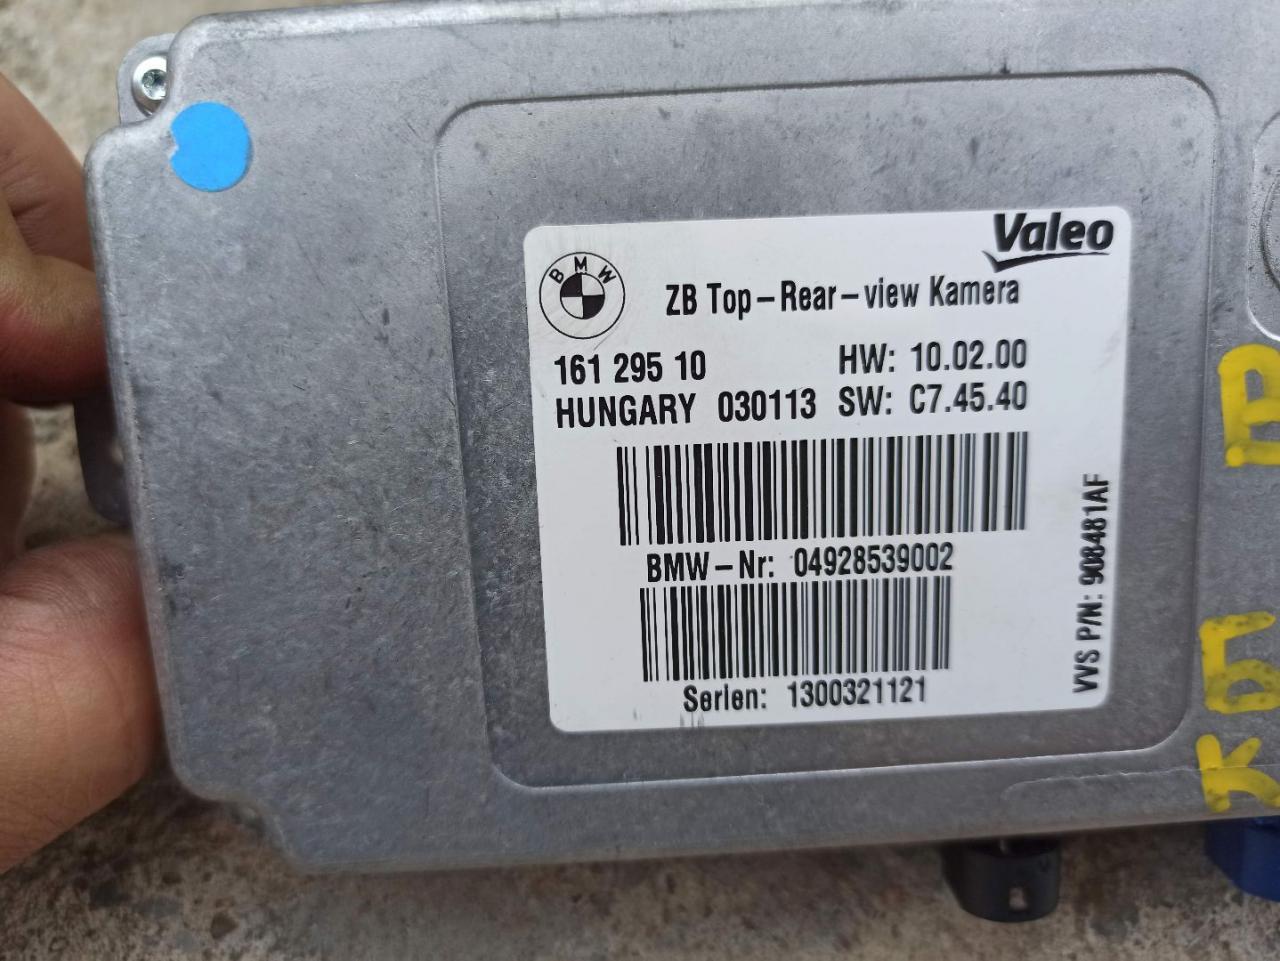 Valeo
BMW
ZB Top-Rear-view Kamera
161 295 10 HW: 10.02.00
HUNGARY 030113 SW: C7.45.40
BMW-Nr: 04928539002
Serien: 1300321121
VVS P/N: 908481AF